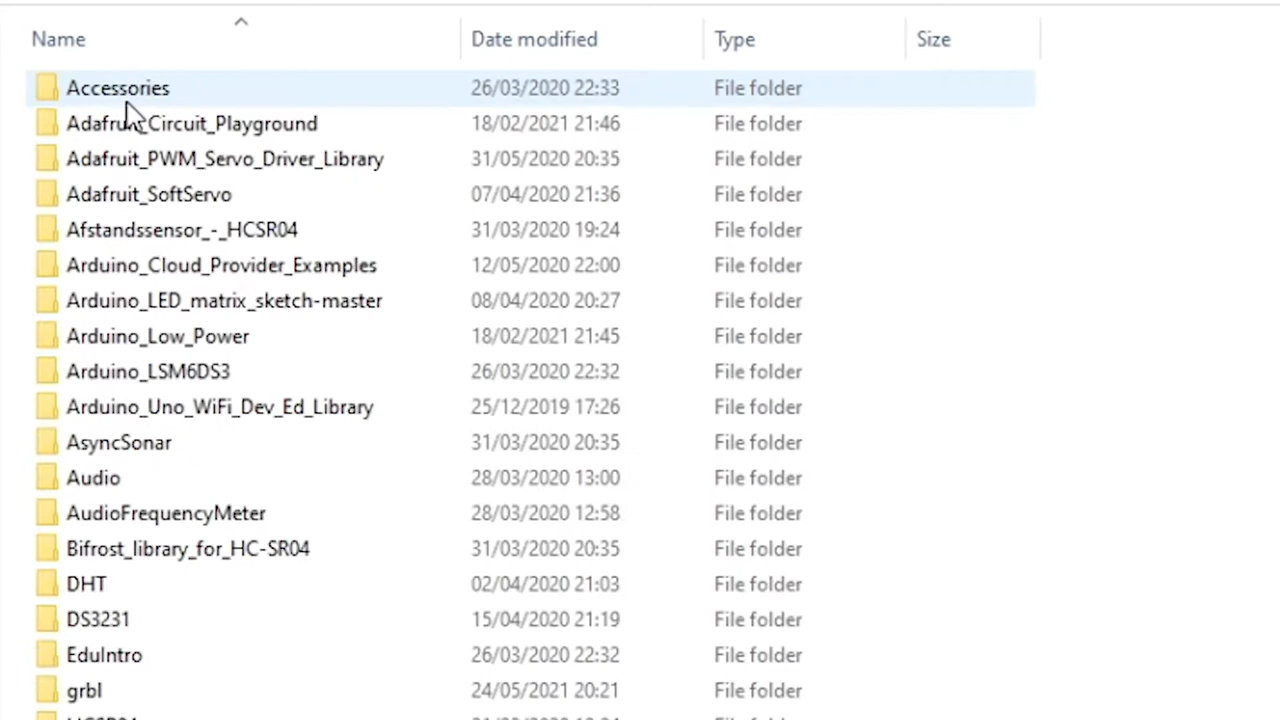 Name Date modified Type Size
Accessories 26/03/2020 22:33 File folder
Adafruit_Circuit_Playground 18/02/2021 21:46 File folder
Adafruit_PWM_Servo_Driver_Library 31/05/2020 20:35 File folder
Adafruit_SoftServo 07/04/2020 21:36 File folder
Afstandssensor_-_HCSR04 31/03/2020 19:24 File folder
Arduino_Cloud_Provider_Examples 12/05/2020 22:00 File folder
Arduino_LED_matrix_sketch-master 08/04/2020 20:27 File folder
Arduino_Low_Power 18/02/2021 21:45 File folder
Arduino_LSM6DS3 26/03/2020 22:32 File folder
Arduino_Uno_WiFi_Dev_Ed_Library 25/12/2019 17:26 File folder
AsyncSonar 31/03/2020 20:35 File folder
Audio 28/03/2020 13:00 File folder
AudioFrequencyMeter 28/03/2020 12:58 File folder
Bifrost_library_for_HC-SR04 31/03/2020 20:35 File folder
DHT 02/04/2020 21:03 File folder
DS3231 15/04/2020 21:19 File folder
EduIntro 26/03/2020 22:32 File folder
grbl 24/05/2021 20:21 File folder